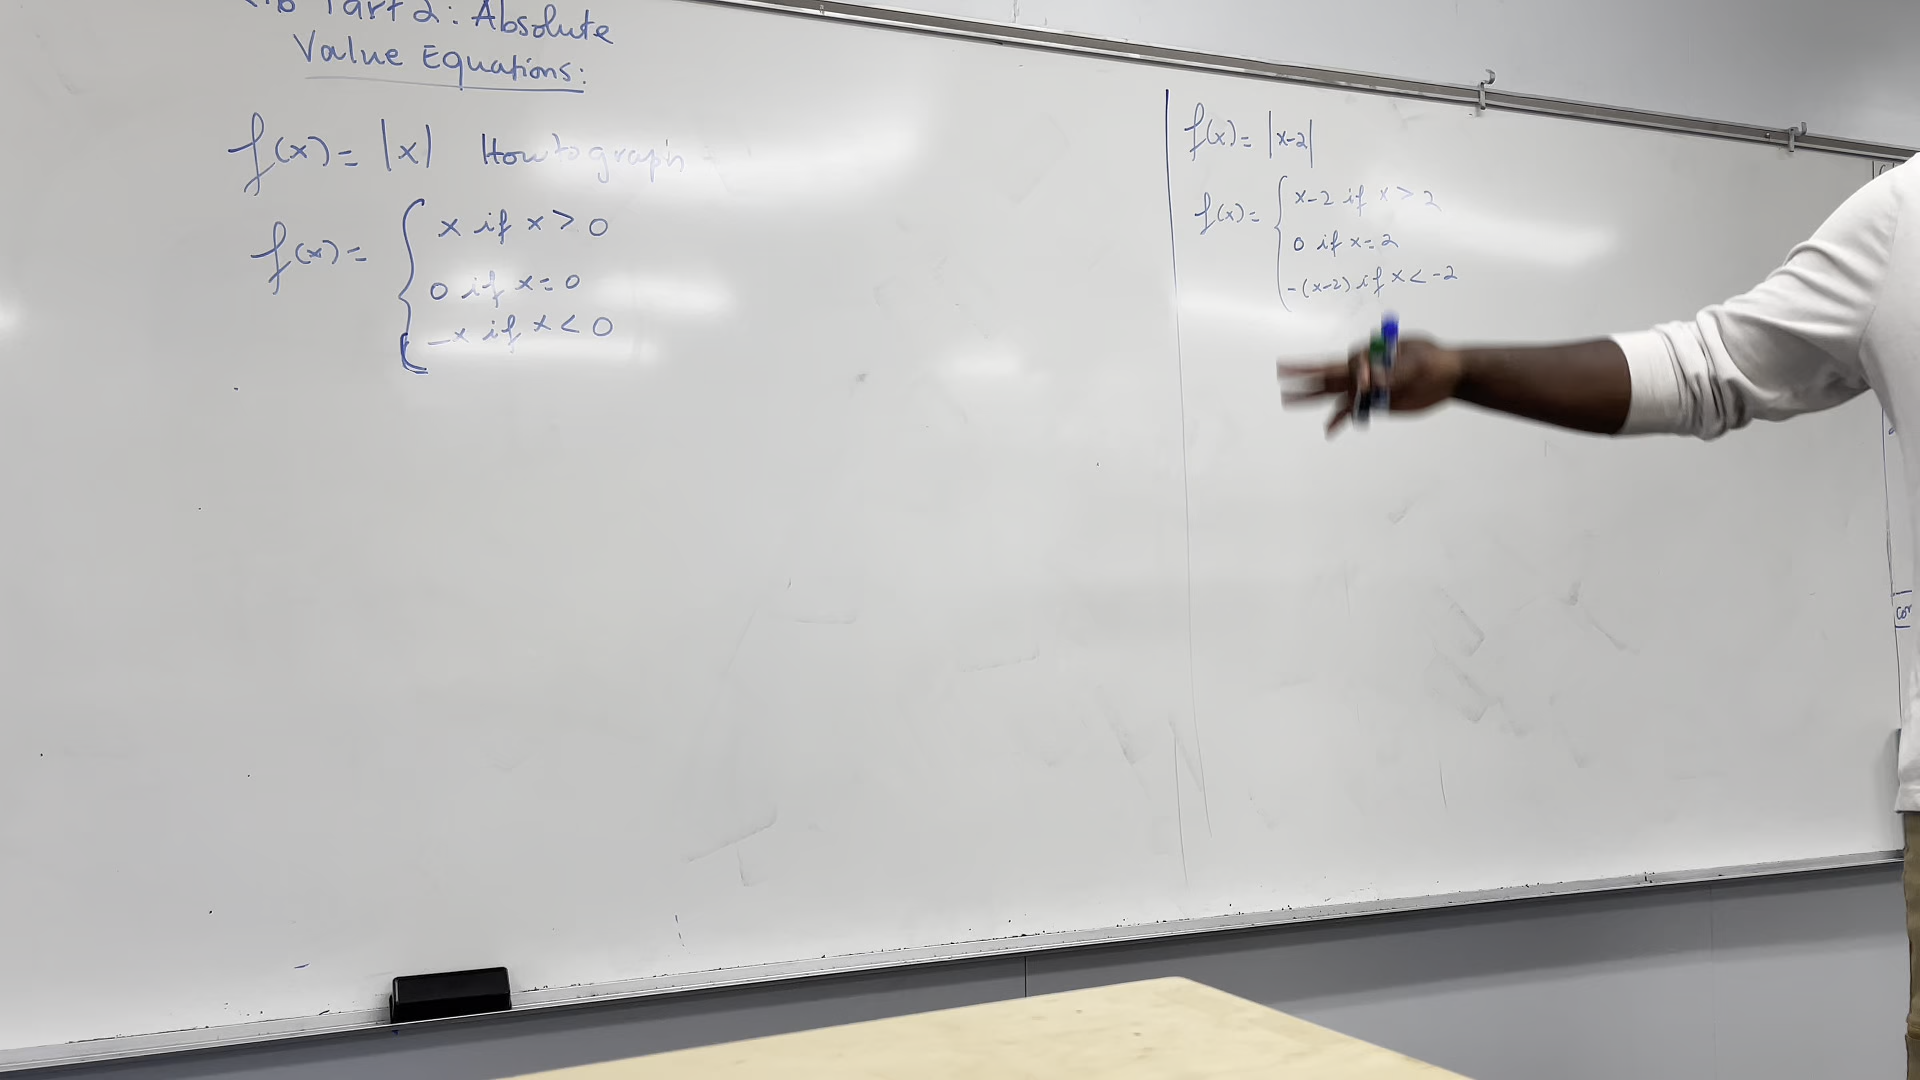 Part 2: Absolute
Value Equations:
f(x) = |x| How to graph
f(x) = { x if x > 0
0 if x = 0
-x if x < 0
f(x) = |x-2|
f(x) = { x-2 if x > 2
0 if x = 2
-(x-2) if x < -2